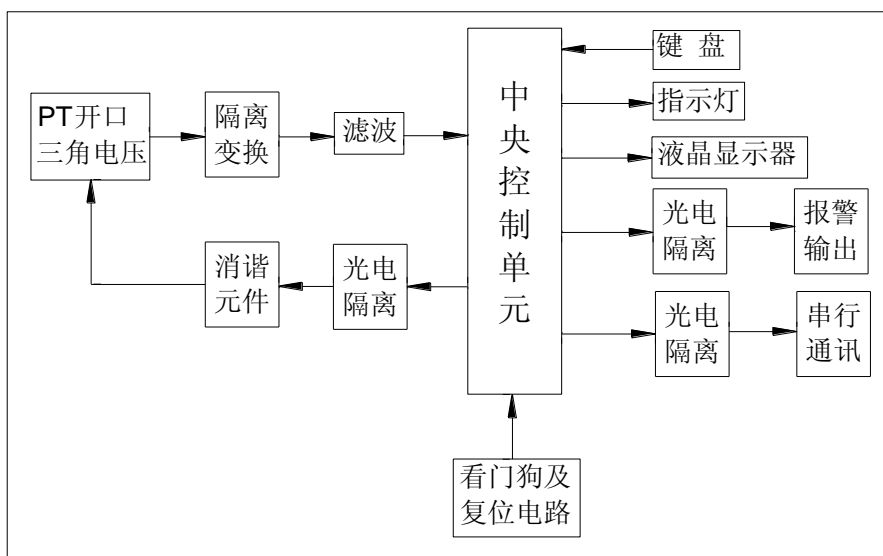 PT开口
三角电压
隔离
变换
滤波
消谐
元件
光电
隔离
中
央
控
制
单
元
键 盘
指示灯
液晶显示器
光电
隔离
报警
输出
光电
隔离
串行
通讯
看门狗及
复位电路